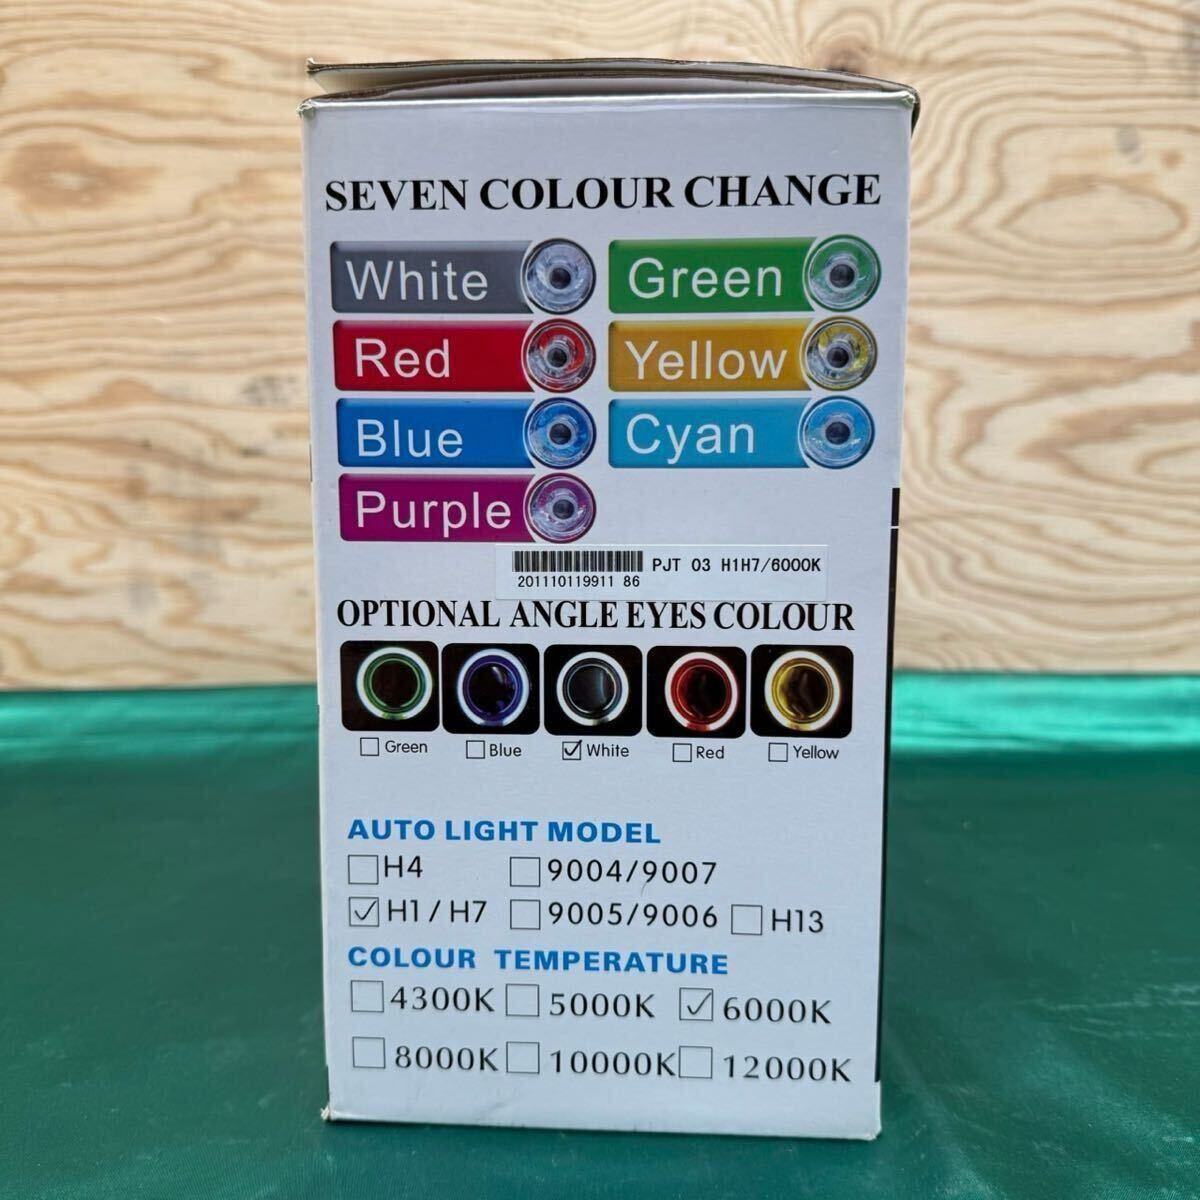 SEVEN COLOUR CHANGE
White Green
Red Yellow
Blue Cyan
Purple
PJT 03 H1H7/6000K
201110119911 86
OPTIONAL ANGLE EYES COLOUR
Green Blue White Red Yellow
AUTO LIGHT MODEL
H4 9004/9007
H1/H7 9005/9006 H13
COLOUR TEMPERATURE
4300K 5000K 6000K
8000K 10000K 12000K